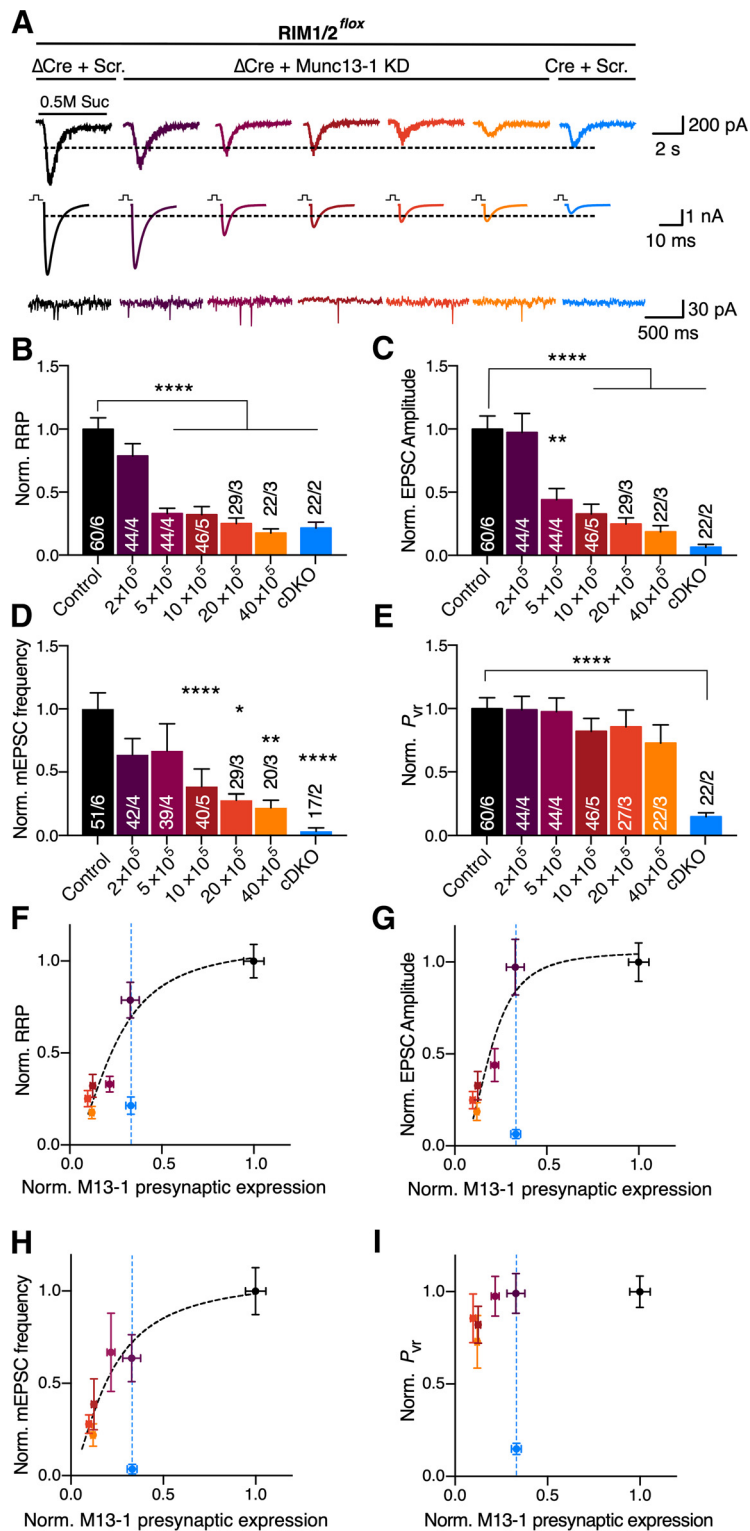 A
RIM1/2flox
ΔCre + Scr. ΔCre + Munc13-1 KD Cre + Scr.
0.5M Suc
200 pA
2 s
1 nA
10 ms
30 pA
500 ms
B
Norm. RRP
1.5
1.0
0.5
0.0
****
60/6 44/4 44/4 46/5 29/3 22/3 22/2
Control 2×10⁵ 5×10⁵ 10×10⁵ 20×10⁵ 40×10⁵ cDKO
C
Norm. EPSC Amplitude
1.5
1.0
0.5
0.0
****
**
60/6 44/4 44/4 46/5 29/3 22/3 22/2
Control 2×10⁵ 5×10⁵ 10×10⁵ 20×10⁵ 40×10⁵ cDKO
D
Norm. mEPSC frequency
1.5
1.0
0.5
0.0
**** * ** ****
51/6 42/4 39/4 40/5 29/3 20/3 17/2
Control 2×10⁵ 5×10⁵ 10×10⁵ 20×10⁵ 40×10⁵ cDKO
E
Norm. Pvr
1.5
1.0
0.5
0.0
****
60/6 44/4 44/4 46/5 27/3 22/3 22/2
Control 2×10⁵ 5×10⁵ 10×10⁵ 20×10⁵ 40×10⁵ cDKO
F
Norm. RRP
1.0
0.5
0.0
0.0 0.5 1.0
Norm. M13-1 presynaptic expression
G
Norm. EPSC Amplitude
1.0
0.5
0.0
0.0 0.5 1.0
Norm. M13-1 presynaptic expression
H
Norm. mEPSC frequency
1.0
0.5
0.0
0.0 0.5 1.0
Norm. M13-1 presynaptic expression
I
Norm. Pvr
1.0
0.5
0.0
0.0 0.5 1.0
Norm. M13-1 presynaptic expression